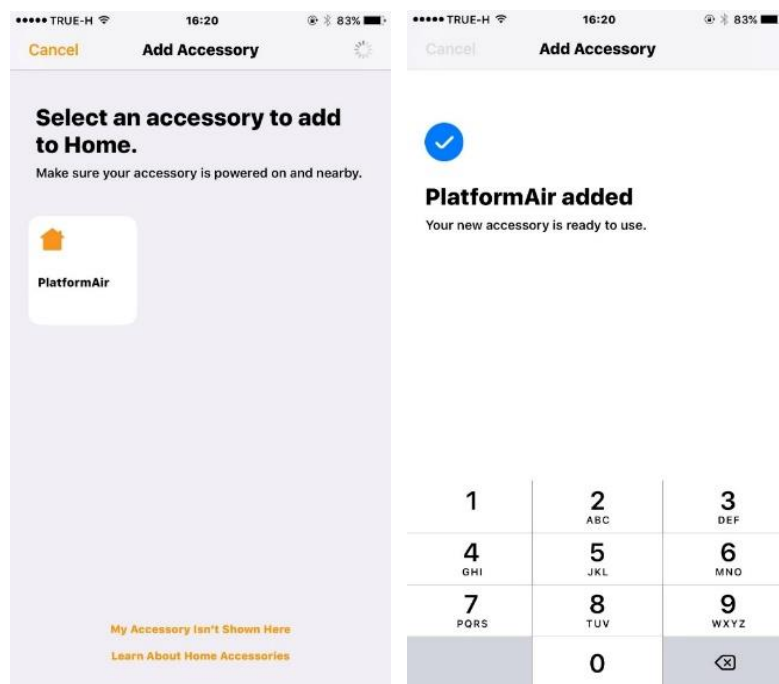 TRUE-H 16:20 83%
Cancel Add Accessory
Select an accessory to add
to Home.
Make sure your accessory is powered on and nearby.
PlatformAir
My Accessory Isn't Shown Here
Learn About Home Accessories
TRUE-H 16:20 83%
Cancel Add Accessory
PlatformAir added
Your new accessory is ready to use.
1 2 3
ABC DEF
4 5 6
GHI JKL MNO
7 8 9
PQRS TUV WXYZ
0